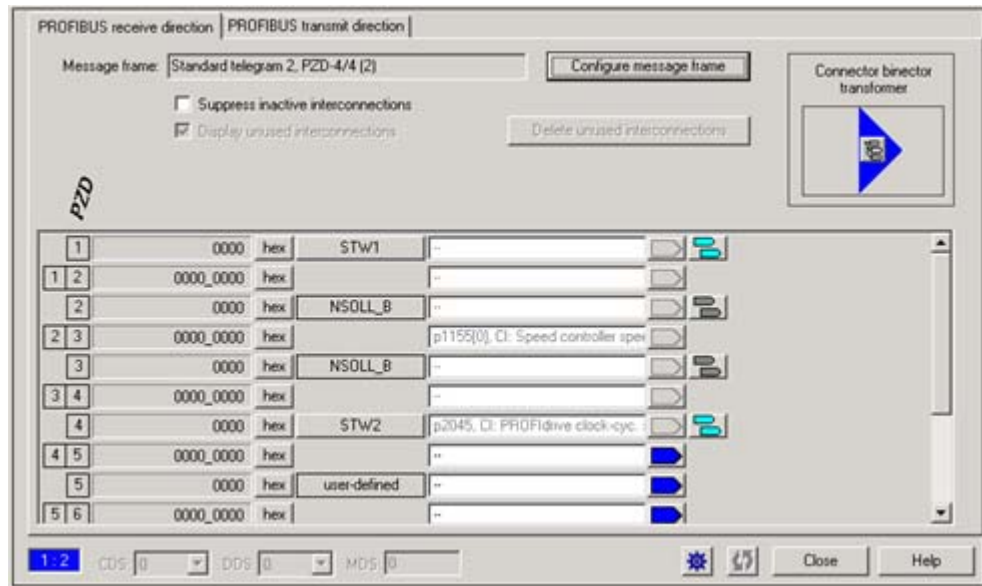 PROFIBUS receive direction PROFIBUS transmit direction
Message frame: Standard telegram 2, PZD-4/4 (2) Configure message frame
Suppress inactive interconnections
Display unused interconnections Delete unused interconnections
Connector binector
transformer
PZD
1 0000 hex STW1 --
1 2 0000_0000 hex --
2 0000 hex NSOLL_B --
2 3 0000_0000 hex p1155[0], CI: Speed controller
3 0000 hex NSOLL_B --
3 4 0000_0000 hex --
4 0000 hex STW2 p2045, CI: PROFIdrive clock-cyc.
4 5 0000_0000 hex --
5 0000 hex user-defined --
5 6 0000_0000 hex --
1 : 2 CDS: 0 DDS: 0 MDS: 0 Close Help